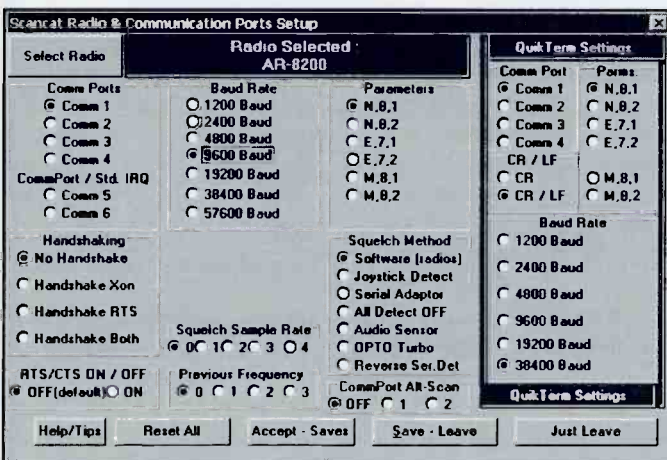 Scancat Radio & Communication Ports Setup
Select Radio
Radio Selected :
AR-8200
Comm Ports
Comm 1
Comm 2
Comm 3
Comm 4
CommPort / Std. IRQ
Comm 5
Comm 6
Baud Rate
1200 Baud
2400 Baud
4800 Baud
9600 Baud
19200 Baud
38400 Baud
57600 Baud
Parameters
N,8,1
N,8,2
E,7,1
E,7,2
M,8,1
M,8,2
Handshaking
No Handshake
Handshake Xon
Handshake RTS
Handshake Both
Squelch Method
Software (radios)
Joystick Detect
Serial Adaptor
All Detect OFF
Audio Sensor
OPTO Turbo
Reverse Ser.Det
Squelch Sample Rate
0 1 2 3 4
RTS/CTS ON / OFF
OFF(default) ON
Previous Frequency
0 1 2 3
CommPort Alt-Scan
OFF 1 2
QuikTerm Settings
Comm Port
Comm 1
Comm 2
Comm 3
Comm 4
Parms.
N,8,1
N,8,2
E,7,1
E,7,2
M,8,1
M,8,2
CR / LF
CR
CR / LF
Baud Rate
1200 Baud
2400 Baud
4800 Baud
9600 Baud
19200 Baud
38400 Baud
QuikTerm Settings
Help/Tips
Reset All
Accept - Saves
Save - Leave
Just Leave